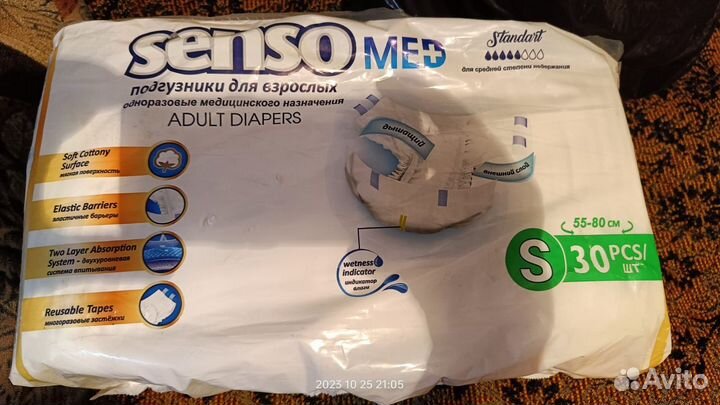 senso MED
подгузники для взрослых
одноразовые медицинского назначения
ADULT DIAPERS
Standart
для средней степени недержания
Soft Cottony
Surface
мягкая поверхность
Elastic Barriers
эластичные барьеры
Two Layer Absorption
System - двухуровневая
система впитывания
Reusable Tapes
многоразовые застёжки
дышащий
внешний слой
wetness
indicator
индикатор
влаги
55-80 см
S 30 PCS/
ШТ
2023 10 25 21:05
Avito